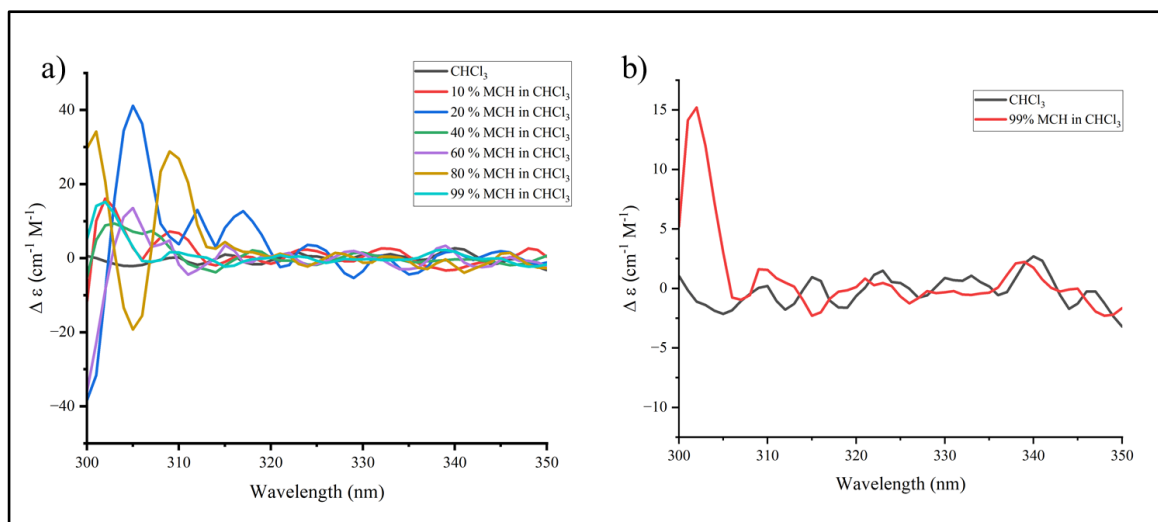 a)
CHCl₃
10 % MCH in CHCl₃
20 % MCH in CHCl₃
40 % MCH in CHCl₃
60 % MCH in CHCl₃
80 % MCH in CHCl₃
99 % MCH in CHCl₃
40
20
0
−20
−40
Δ ε (cm⁻¹ M⁻¹)
300 310 320 330 340 350
Wavelength (nm)
b)
CHCl₃
99% MCH in CHCl₃
15
10
5
0
−5
−10
Δ ε (cm⁻¹ M⁻¹)
300 310 320 330 340 350
Wavelength (nm)